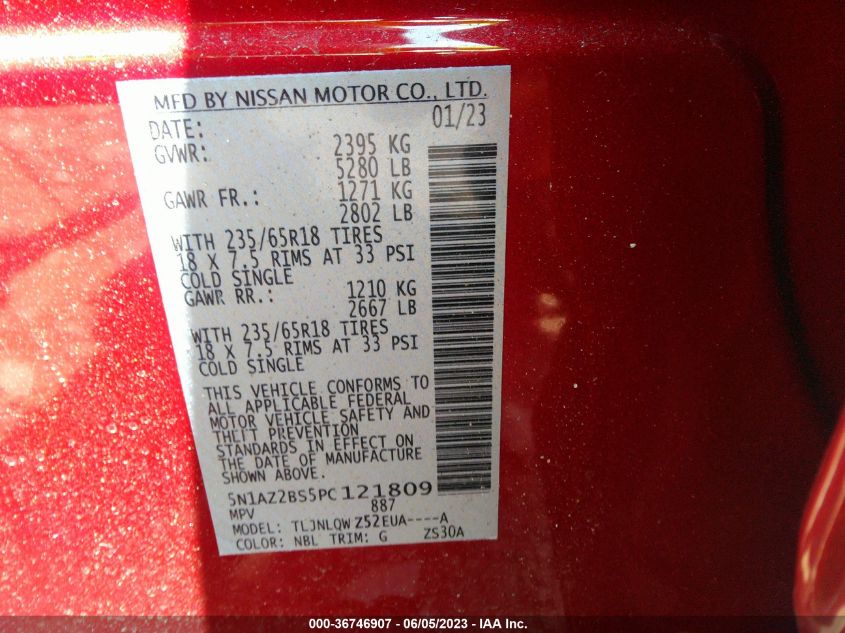 MFD BY NISSAN MOTOR CO., LTD.
DATE: 01/23
GVWR: 2395 KG
5280 LB
GAWR FR.: 1271 KG
2802 LB
WITH 235/65R18 TIRES
18 X 7.5 RIMS AT 33 PSI
COLD SINGLE
GAWR RR.: 1210 KG
2667 LB
WITH 235/65R18 TIRES
18 X 7.5 RIMS AT 33 PSI
COLD SINGLE
THIS VEHICLE CONFORMS TO
ALL APPLICABLE FEDERAL
MOTOR VEHICLE SAFETY AND
THEFT PREVENTION
STANDARDS IN EFFECT ON
THE DATE OF MANUFACTURE
SHOWN ABOVE.
5N1AZ2BS5PC121809
MPV 887
MODEL: TLJNLQWZ52EUA----A
COLOR: NBL TRIM: G ZS30A
000-36746907 - 06/05/2023 - IAA Inc.